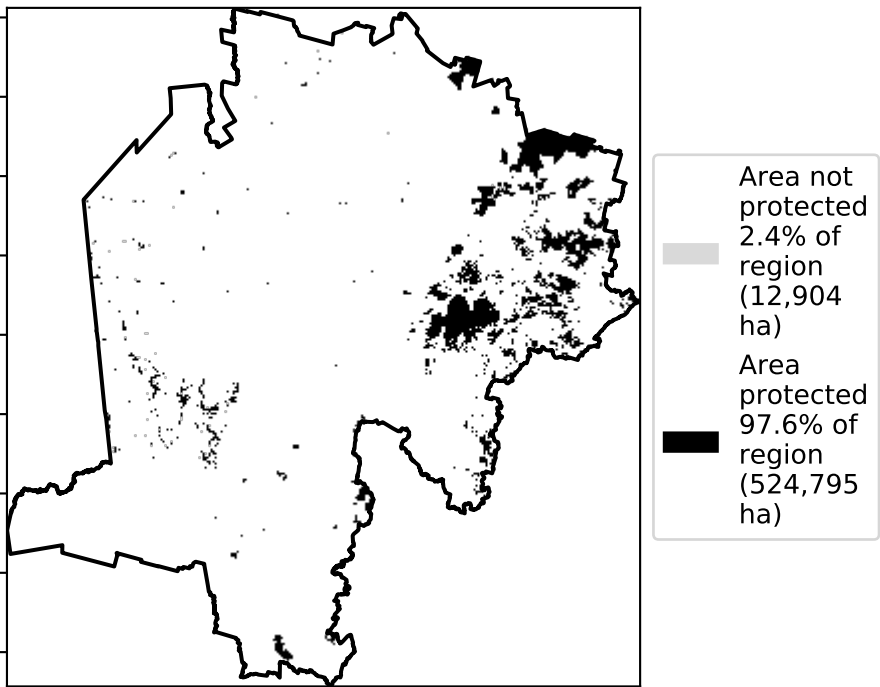 Area not
protected
2.4% of
region
(12,904
ha)
Area
protected
97.6% of
region
(524,795
ha)